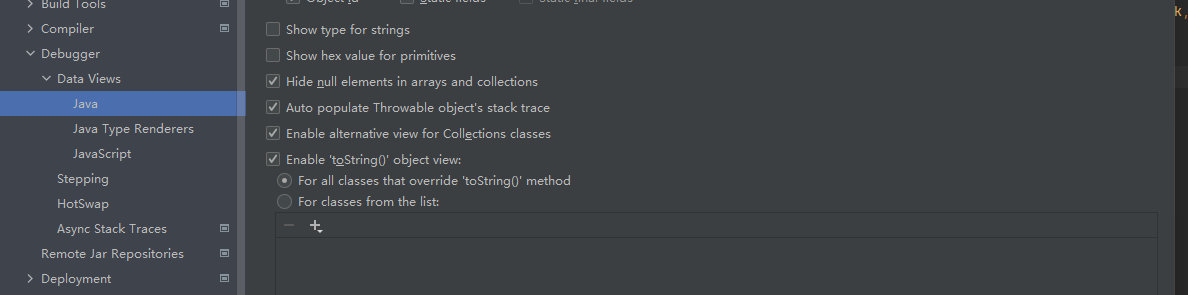 Build Tools
Compiler
Debugger
Data Views
Java
Java Type Renderers
JavaScript
Stepping
HotSwap
Async Stack Traces
Remote Jar Repositories
Deployment
Object id Static fields Static final fields
Show type for strings
Show hex value for primitives
Hide null elements in arrays and collections
Auto populate Throwable object's stack trace
Enable alternative view for Collections classes
Enable 'toString()' object view:
For all classes that override 'toString()' method
For classes from the list:
k,